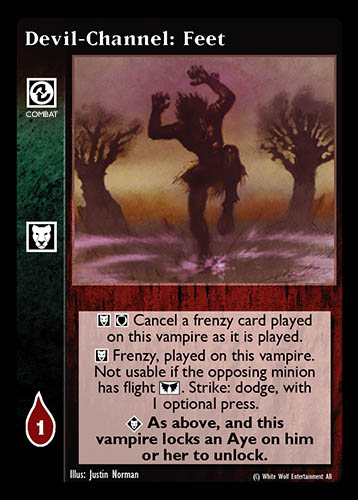 Devil-Channel: Feet
COMBAT
Cancel a frenzy card played
on this vampire as it is played.
Frenzy, played on this vampire.
Not usable if the opposing minion
has flight. Strike: dodge, with
1 optional press.
As above, and this
vampire locks an Aye on him
or her to unlock.
1
Illus: Justin Norman
(C) White Wolf Entertainment AB